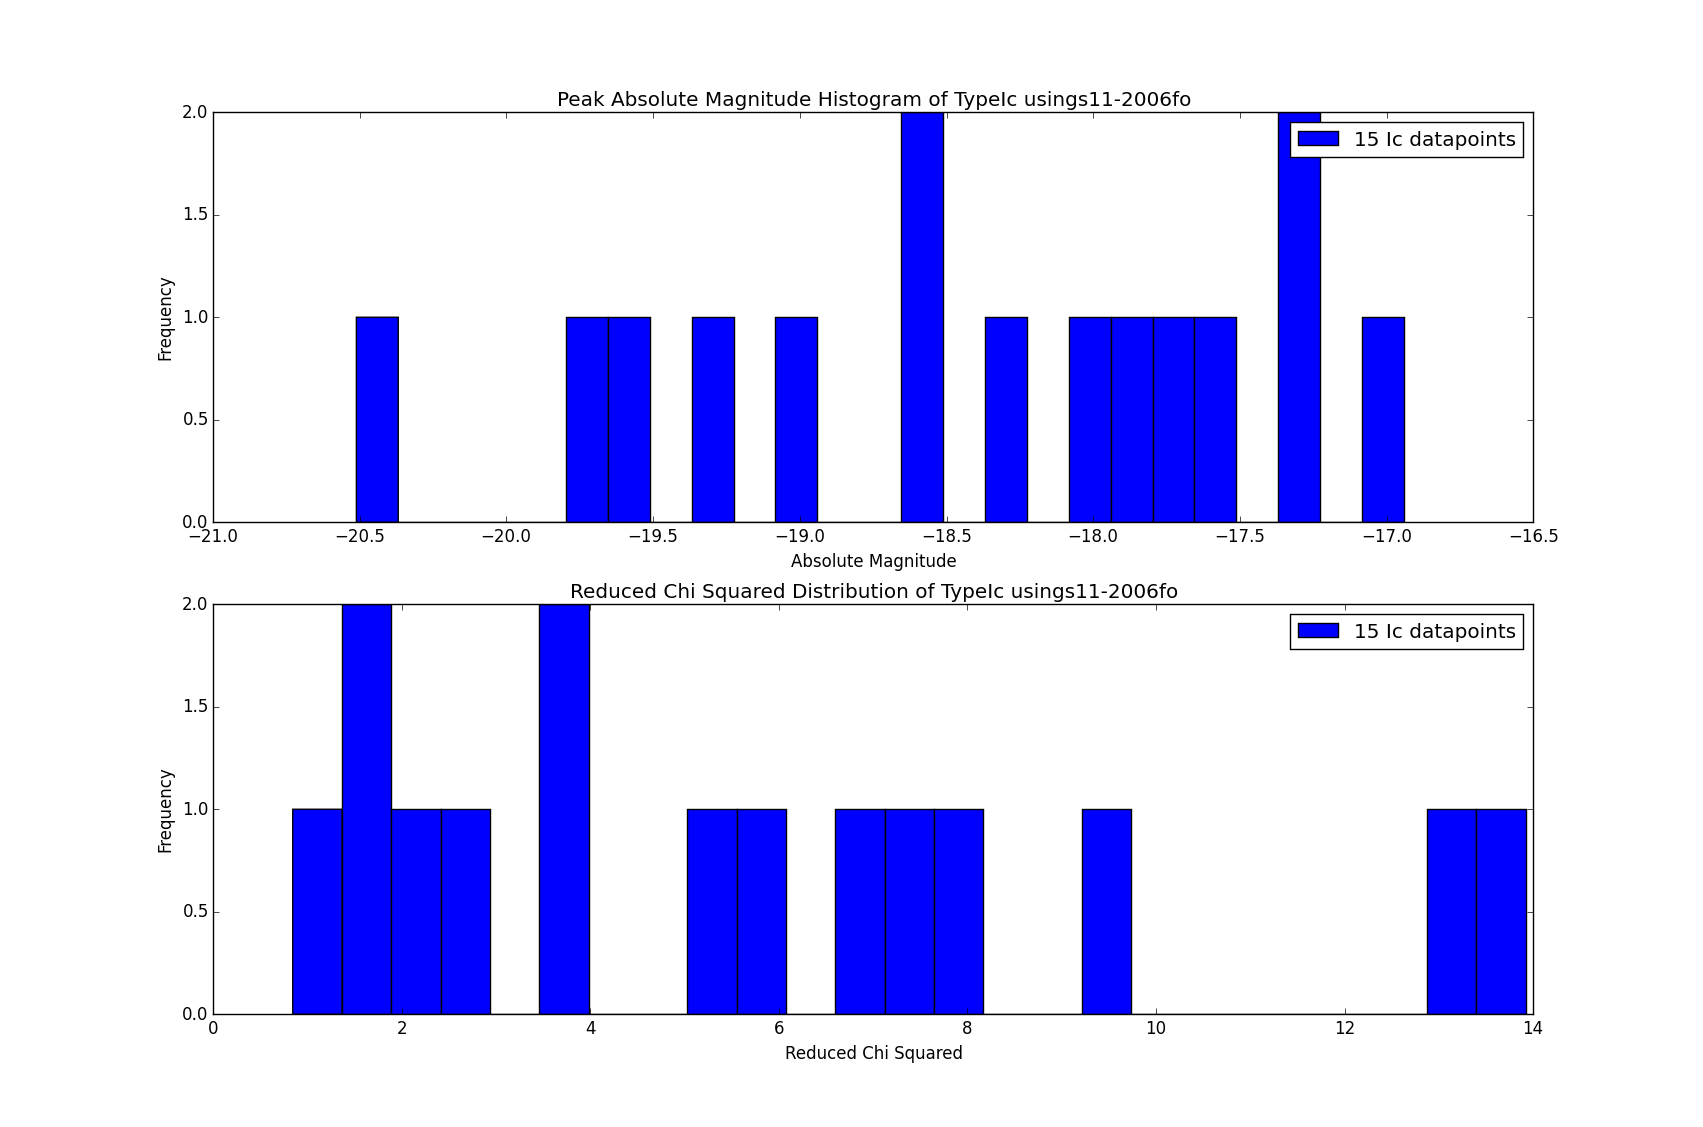 Peak Absolute Magnitude Histogram of TypeIc usings11-2006fo
2.0
15 Ic datapoints
1.5
1.0
Frequency
0.5
0.0
−21.0 −20.5 −20.0 −19.5 −19.0 −18.5 −18.0 −17.5 −17.0 −16.5
Absolute Magnitude
Reduced Chi Squared Distribution of TypeIc usings11-2006fo
2.0
15 Ic datapoints
1.5
1.0
Frequency
0.5
0.0
0 2 4 6 8 10 12 14
Reduced Chi Squared